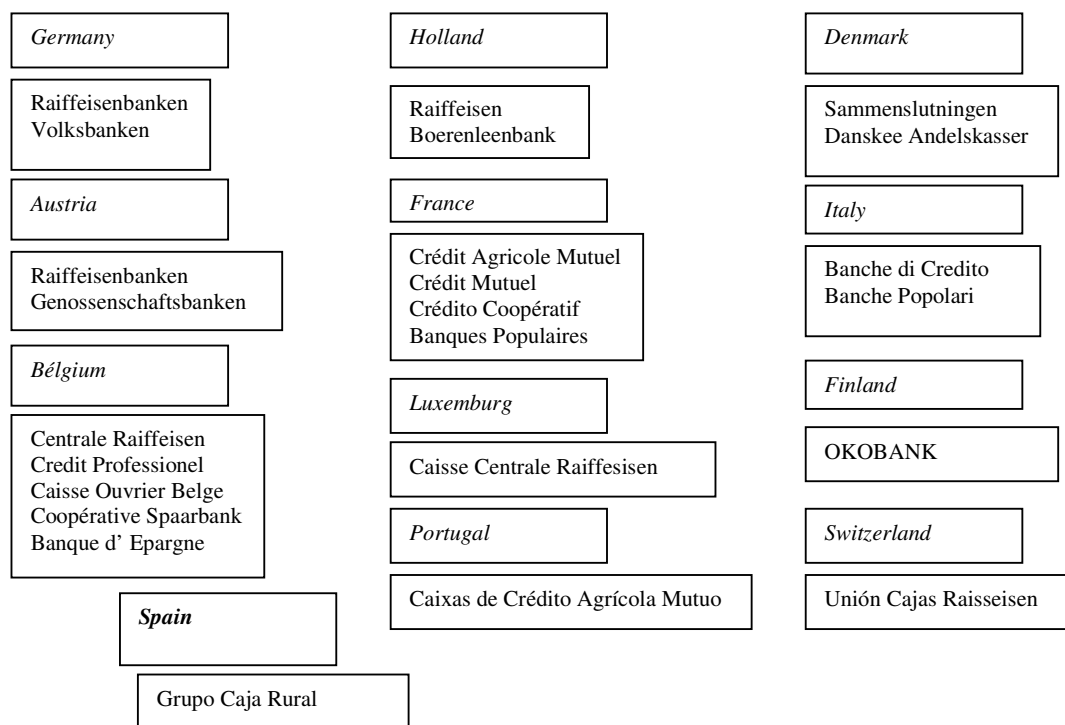 Germany
Raiffeisenbanken
Volksbanken
Austria
Raiffeisenbanken
Genossenschaftsbanken
Bélgium
Centrale Raiffeisen
Credit Professionel
Caisse Ouvrier Belge
Coopérative Spaarbank
Banque d' Epargne
Spain
Grupo Caja Rural
Holland
Raiffeisen
Boerenleenbank
France
Crédit Agricole Mutuel
Crédit Mutuel
Crédito Coopératif
Banques Populaires
Luxemburg
Caisse Centrale Raiffesisen
Portugal
Caixas de Crédito Agrícola Mutuo
Denmark
Sammenslutningen
Danskee Andelskasser
Italy
Banche di Credito
Banche Popolari
Finland
OKOBANK
Switzerland
Unión Cajas Raisseisen